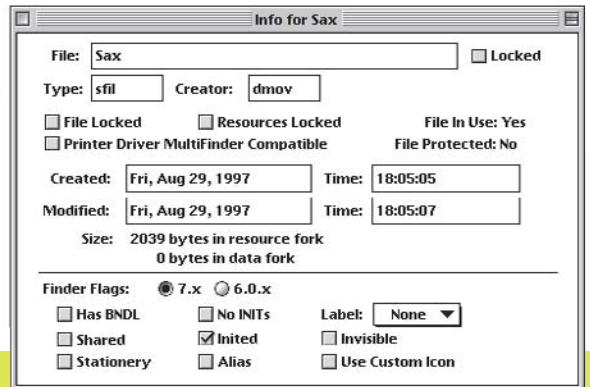 Info for Sax
File: Sax Locked
Type: sfil Creator: dmov
File Locked Resources Locked File In Use: Yes
Printer Driver MultiFinder Compatible File Protected: No
Created: Fri, Aug 29, 1997 Time: 18:05:05
Modified: Fri, Aug 29, 1997 Time: 18:05:07
Size: 2039 bytes in resource fork
0 bytes in data fork
Finder Flags: 7.x 6.0.x
Has BNDL No INITs Label: None
Shared Inited Invisible
Stationery Alias Use Custom Icon